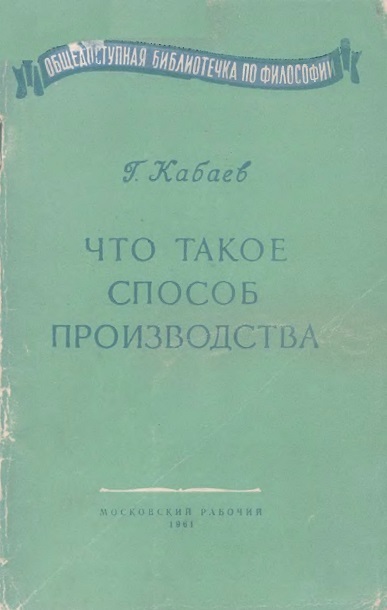 ОБЩЕДОСТУПНАЯ БИБЛИОТЕЧКА ПО ФИЛОСОФИИ
Г. Кабаев
ЧТО ТАКОЕ
СПОСОБ
ПРОИЗВОДСТВА
МОСКОВСКИЙ РАБОЧИЙ
1961